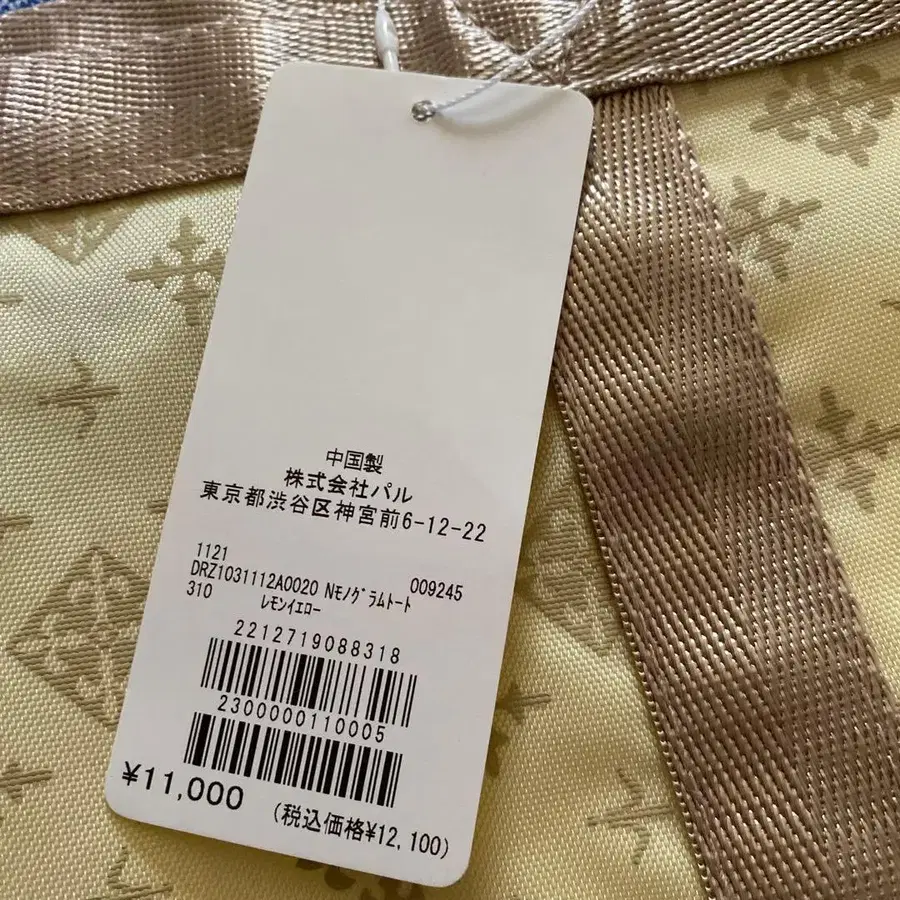 中国製
株式会社パル
東京都渋谷区神宮前6-12-22
1121
DRZ1031112A0020 Nﾓﾉｸﾞﾗﾑﾄｰﾄ 009245
310 ﾚﾓﾝｲｴﾛｰ
2212719088318
2300000110005
¥11,000 (税込価格¥12,100)